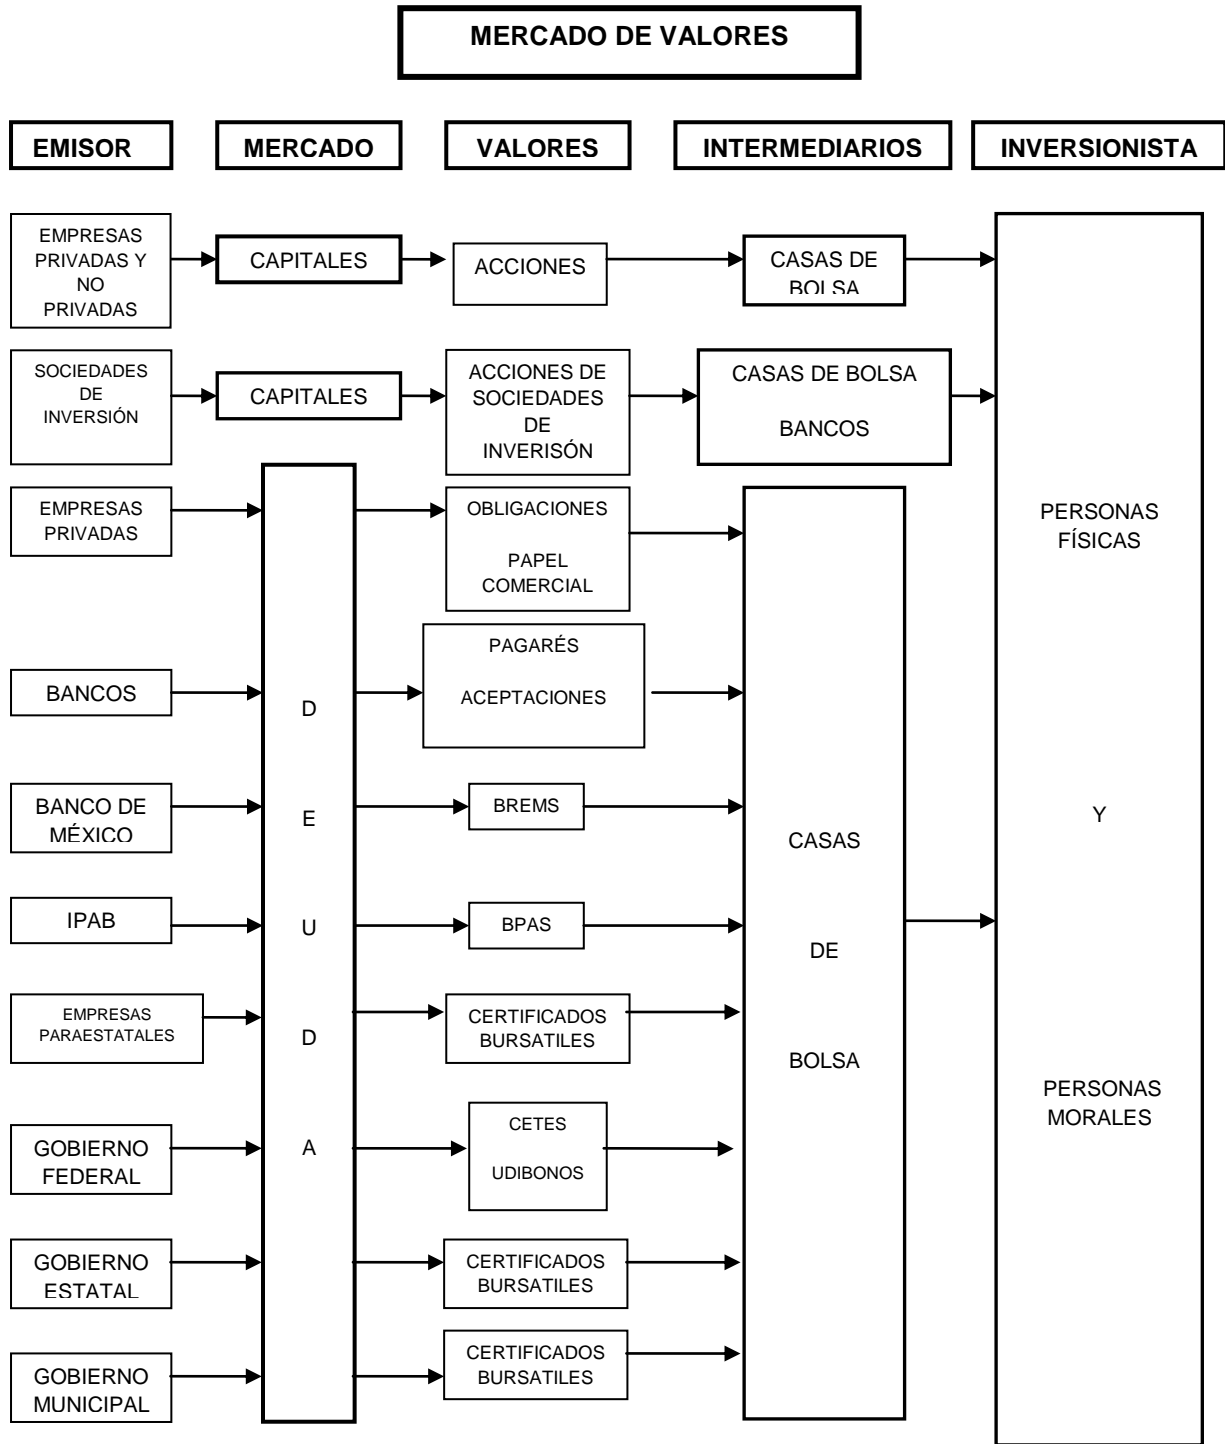 MERCADO DE VALORES
EMISOR
MERCADO
VALORES
INTERMEDIARIOS
INVERSIONISTA
EMPRESAS
PRIVADAS Y
NO
PRIVADAS
CAPITALES
ACCIONES
CASAS DE
BOLSA
SOCIEDADES
DE
INVERSIÓN
CAPITALES
ACCIONES DE
SOCIEDADES
DE
INVERISÓN
CASAS DE BOLSA
BANCOS
EMPRESAS
PRIVADAS
OBLIGACIONES
PAPEL
COMERCIAL
BANCOS
PAGARÉS
ACEPTACIONES
BANCO DE
MÉXICO
BREMS
IPAB
BPAS
EMPRESAS
PARAESTATALES
CERTIFICADOS
BURSATILES
GOBIERNO
FEDERAL
CETES
UDIBONOS
GOBIERNO
ESTATAL
CERTIFICADOS
BURSATILES
GOBIERNO
MUNICIPAL
CERTIFICADOS
BURSATILES
D
E
U
D
A
CASAS
DE
BOLSA
PERSONAS
FÍSICAS
Y
PERSONAS
MORALES